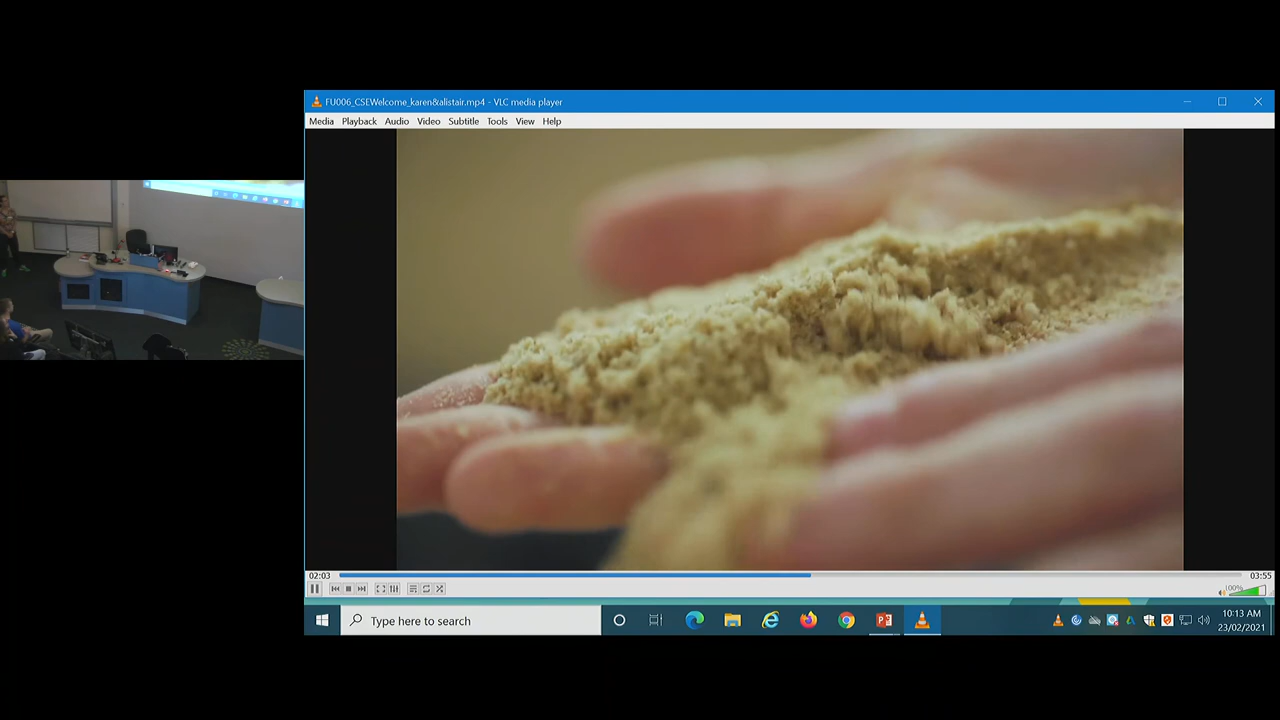 FU006_CSEWelcome_karen&alistair.mp4 - VLC media player
Media Playback Audio Video Subtitle Tools View Help
02:03
03:55
100%
Type here to search
10:13 AM
23/02/2021